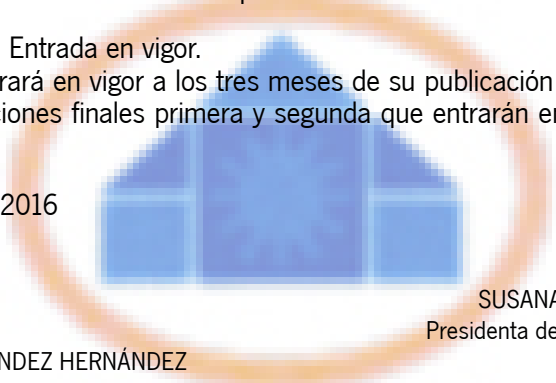 Entrada en vigor.
rará en vigor a los tres meses de su publicación
ciones finales primera y segunda que entrarán en
2016
SUSANA
Presidenta de
NDEZ HERNÁNDEZ